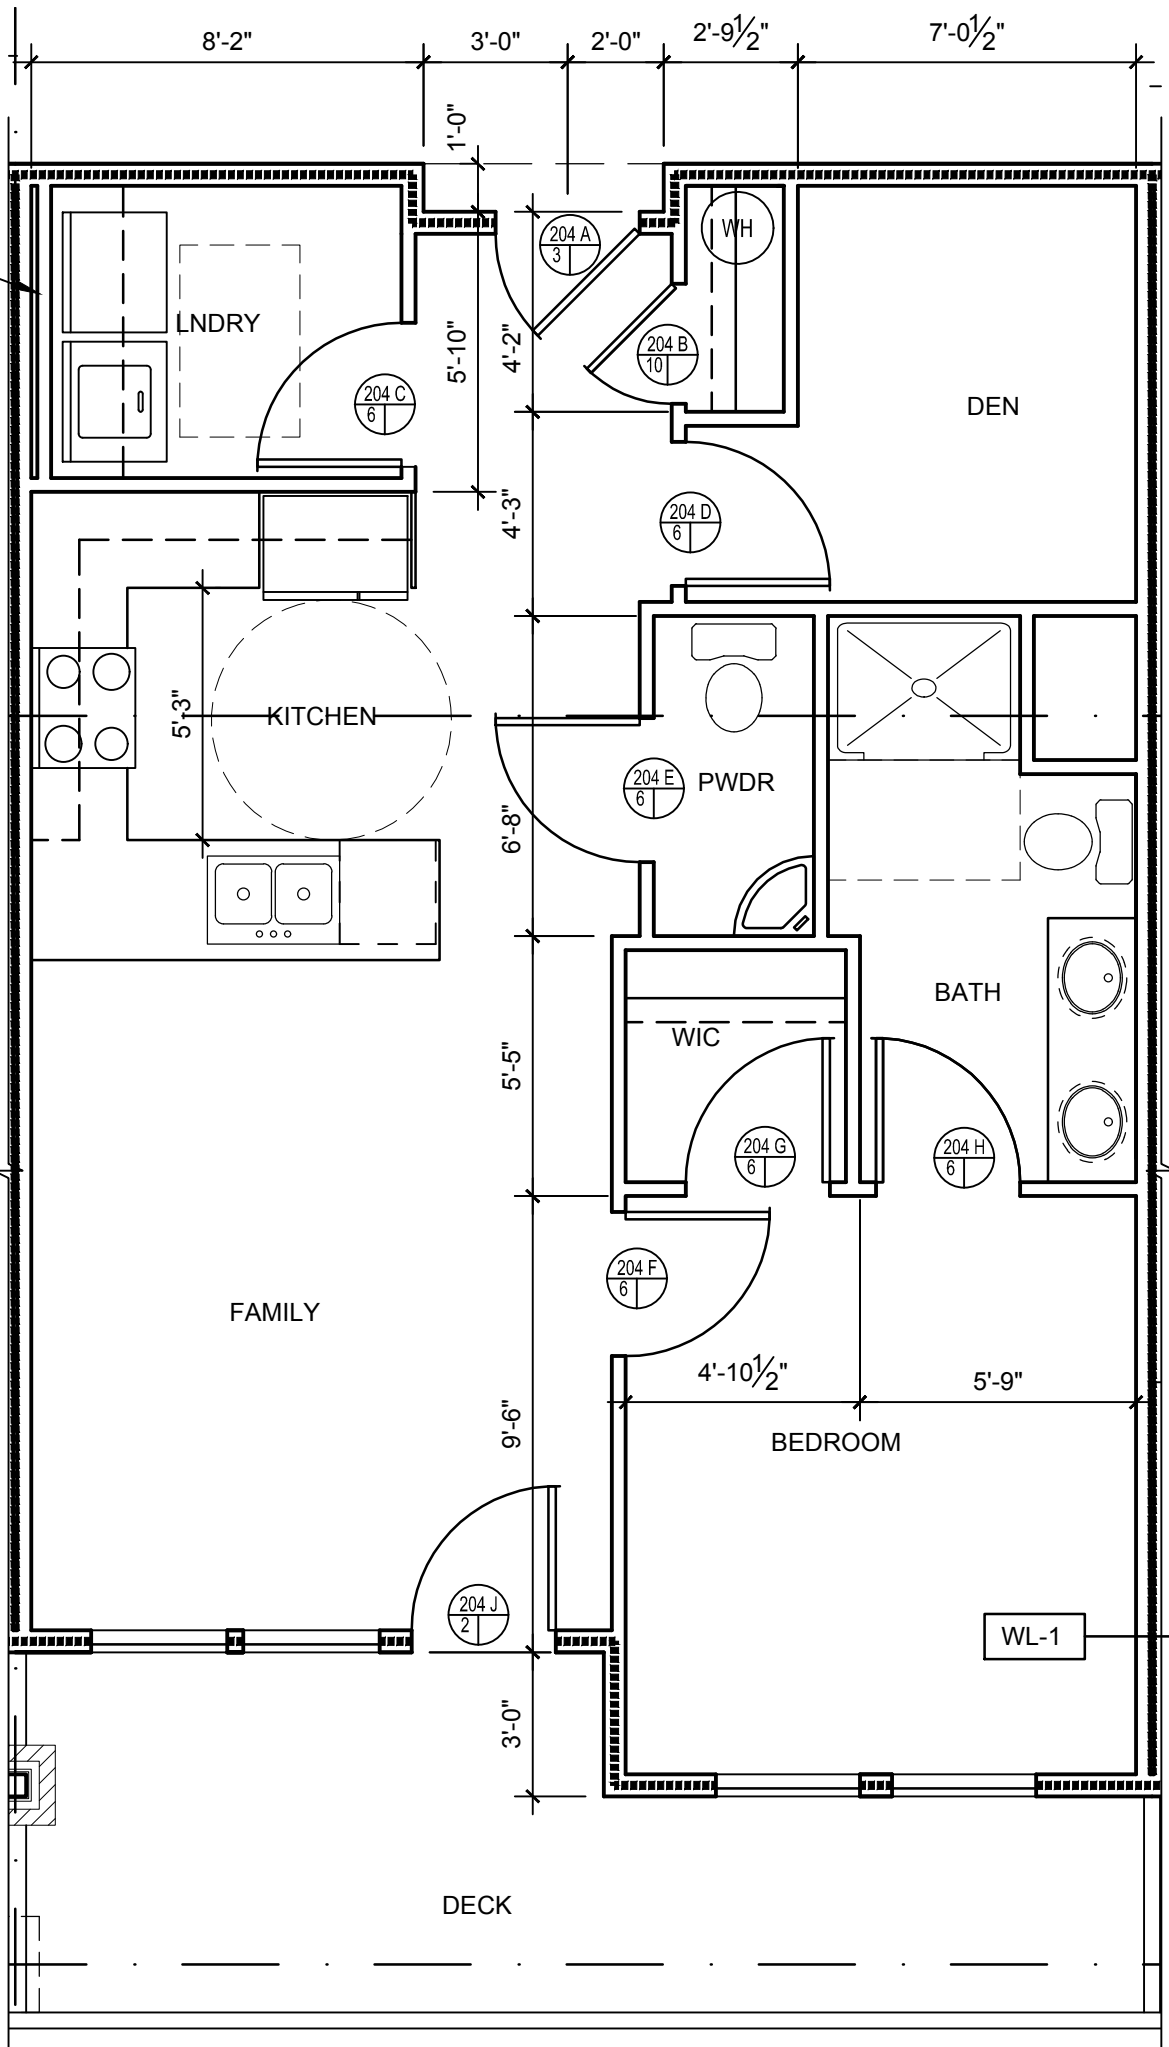 8'-2" 3'-0" 2'-0" 2'-9½" 7'-0½"
1'-0"
WH
204 A
3
LNDRY
5'-10"
4'-2"
204 B
10
204 C
6
DEN
4'-3"
204 D
6
5'-3"
KITCHEN
204 E
6
PWDR
6'-8"
BATH
WIC
5'-5"
204 G
6
204 H
6
204 F
6
FAMILY
4'-10½" 5'-9"
9'-6"
BEDROOM
204 J
2
WL-1
3'-0"
DECK